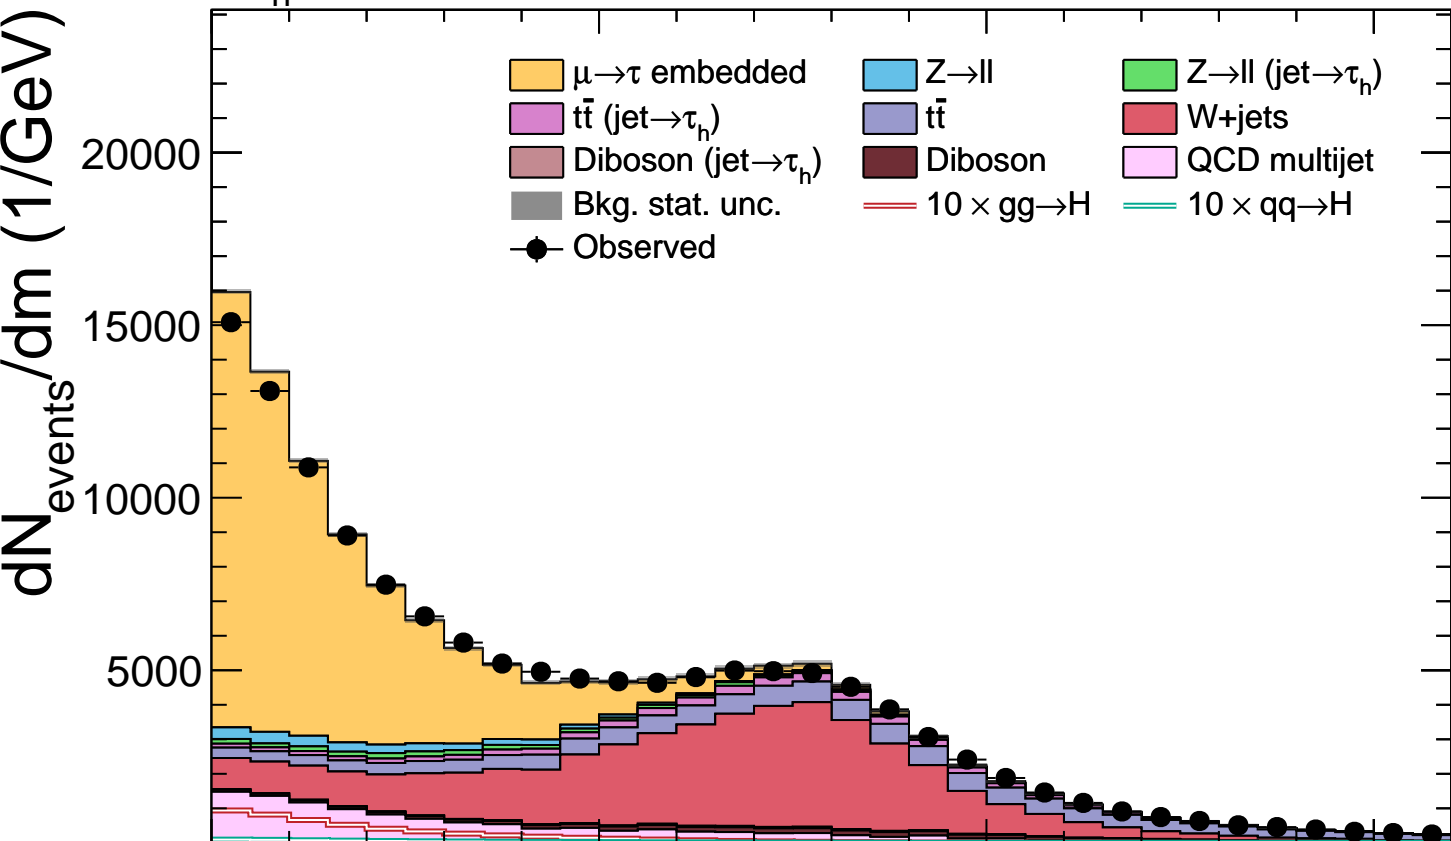 dN_events/dm (1/GeV)
20000
15000
10000
5000
μ→τ embedded
Z→ll
Z→ll (jet→τ_h)
tt̄ (jet→τ_h)
tt̄
W+jets
Diboson (jet→τ_h)
Diboson
QCD multijet
Bkg. stat. unc.
10 × gg→H
10 × qq→H
Observed